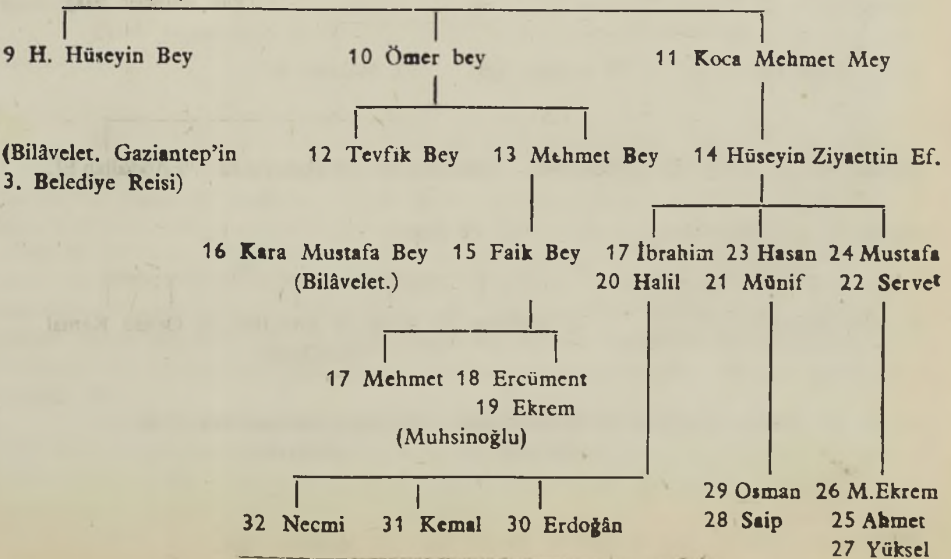 9 H. Hüseyin Bey 10 Ömer bey 11 Koca Mehmet Mey
(Bilâvelet. Gaziantep'in
3. Belediye Reisi)
12 Tevfik Bey 13 Mehmet Bey 14 Hüseyin Ziyaettin Ef.
16 Kara Mustafa Bey 15 Faik Bey 17 İbrahim 23 Hasan 24 Mustafa
(Bilâvelet.) 20 Halil 21 Münif 22 Servet
17 Mehmet 18 Ercüment
19 Ekrem
(Muhsinoğlu)
29 Osman 26 M.Ekrem
32 Necmi 31 Kemal 30 Erdoğân 28 Saip 25 Ahmet
27 Yüksel